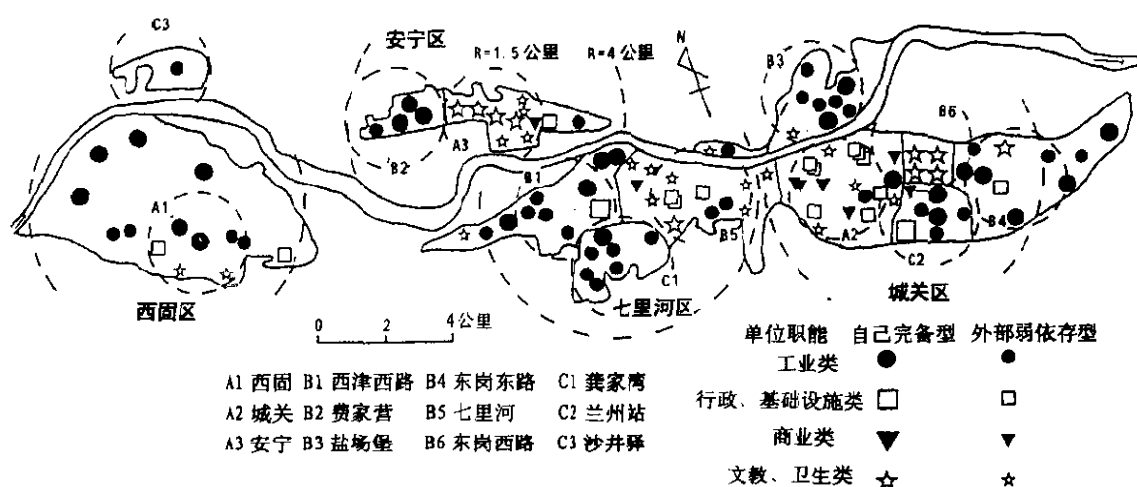 C3
安宁区
R=1.5公里
R=4公里
N
B3
B6
A3
B2
B1
A1
B5
A2
B4
C2
C1
西固区
七里河区
城关区
0 2 4公里
单位职能 自己完备型 外部弱依存型
工业类
行政、基础设施类
商业类
文教、卫生类
A1 西固 B1 西津西路 B4 东岗东路 C1 龚家湾
A2 城关 B2 费家营 B5 七里河 C2 兰州站
A3 安宁 B3 盐场堡 B6 东岗西路 C3 沙井驿